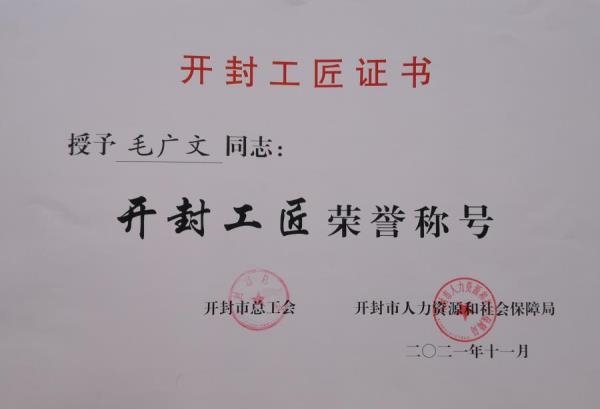 开封工匠证书
授予 毛广文 同志：
开封工匠荣誉称号
开封市总工会 开封市人力资源和社会保障局
二〇二一年十一月